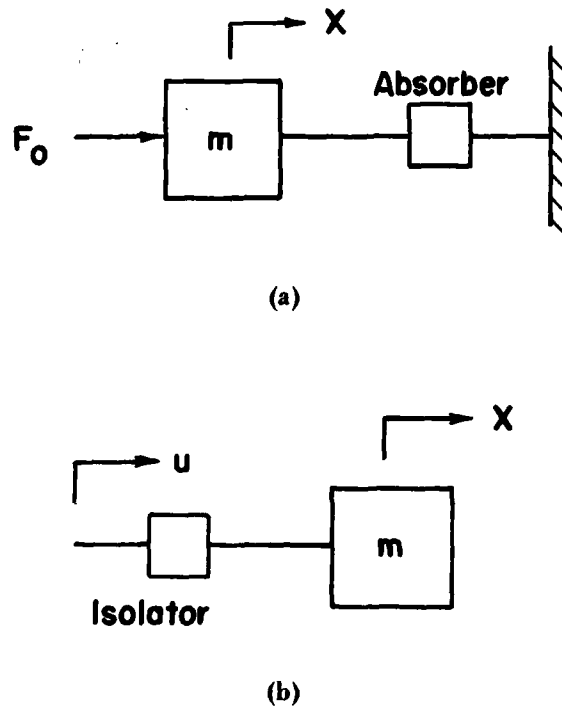 X
Absorber
F₀
m
(a)
X
u
m
Isolator
(b)